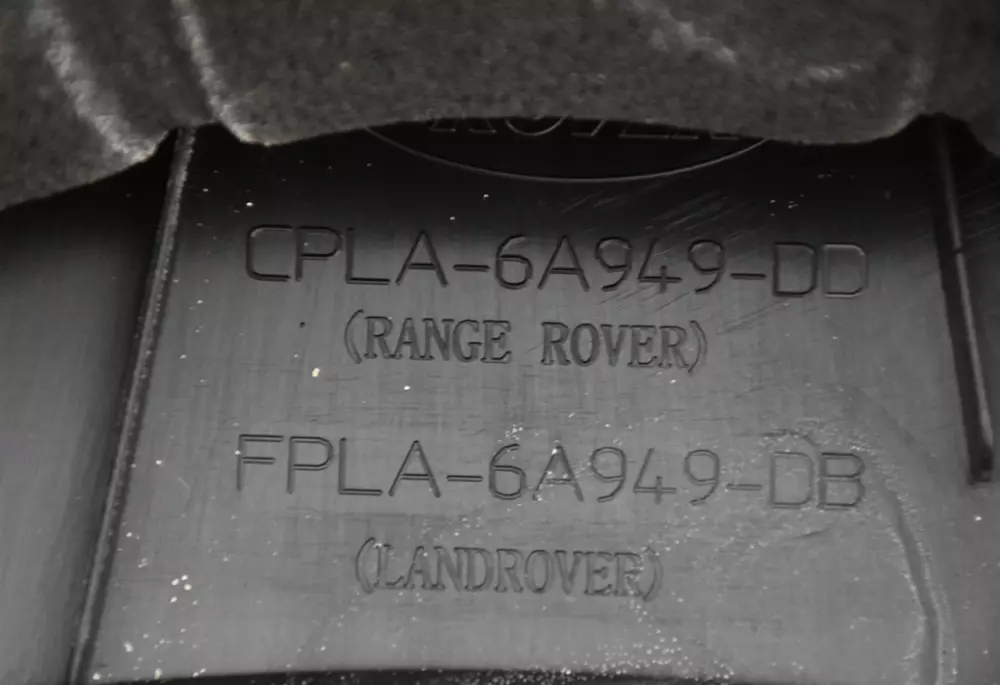 CPLA-6A949-DD
(RANGE ROVER)
FPLA-6A949-DB
(LANDROVER)